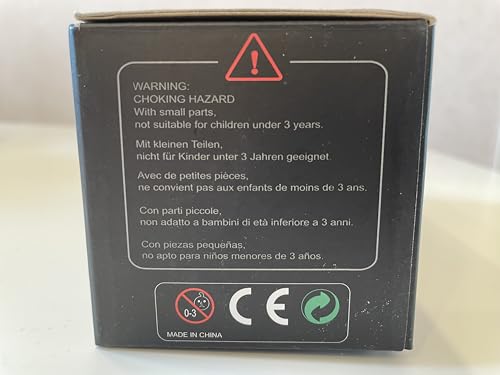 WARNING:
CHOKING HAZARD
With small parts,
not suitable for children under 3 years.
Mit kleinen Teilen,
nicht für Kinder unter 3 Jahren geeignet.
Avec de petites pièces,
ne convient pas aux enfants de moins de 3 ans.
Con parti piccole,
non adatto a bambini di età inferiore a 3 anni.
Con piezas pequeñas,
no apto para niños menores de 3 años.
0-3
CE
MADE IN CHINA